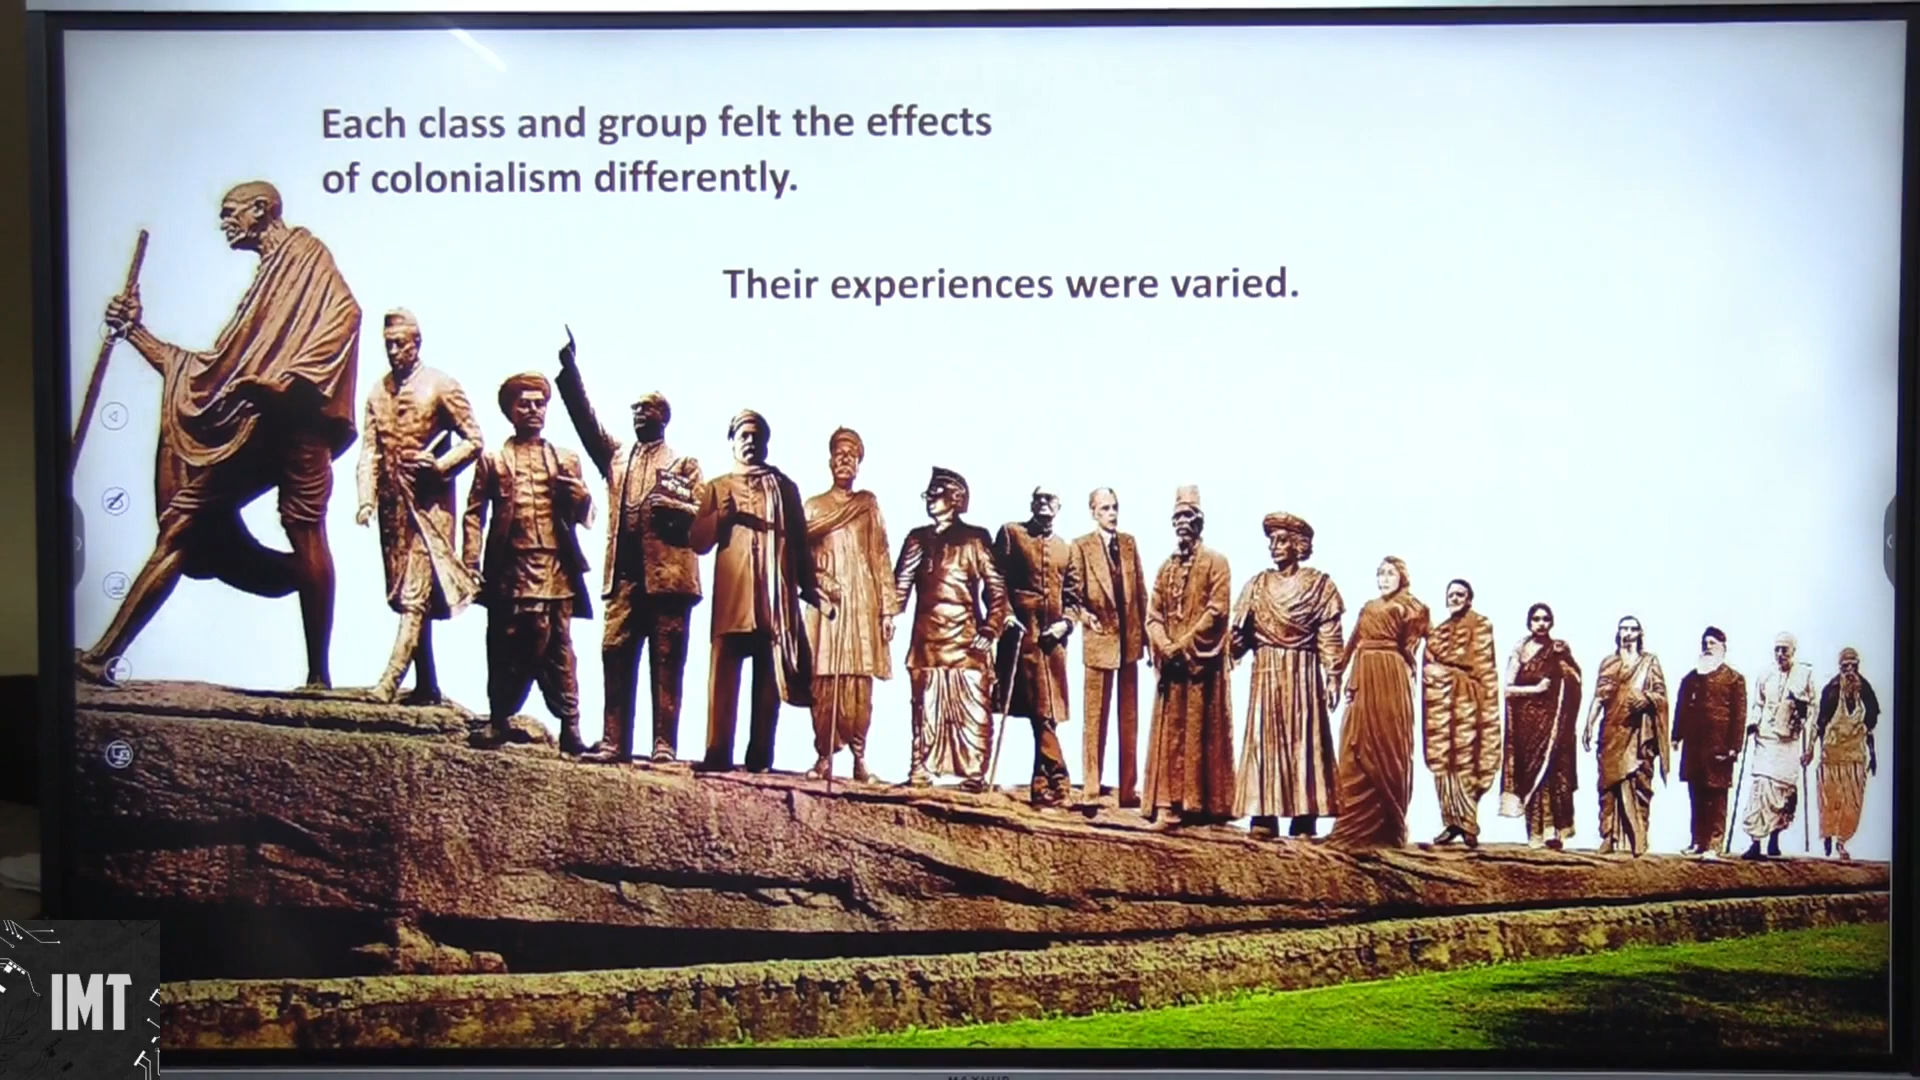 Each class and group felt the effects
of colonialism differently.
Their experiences were varied.
IMT